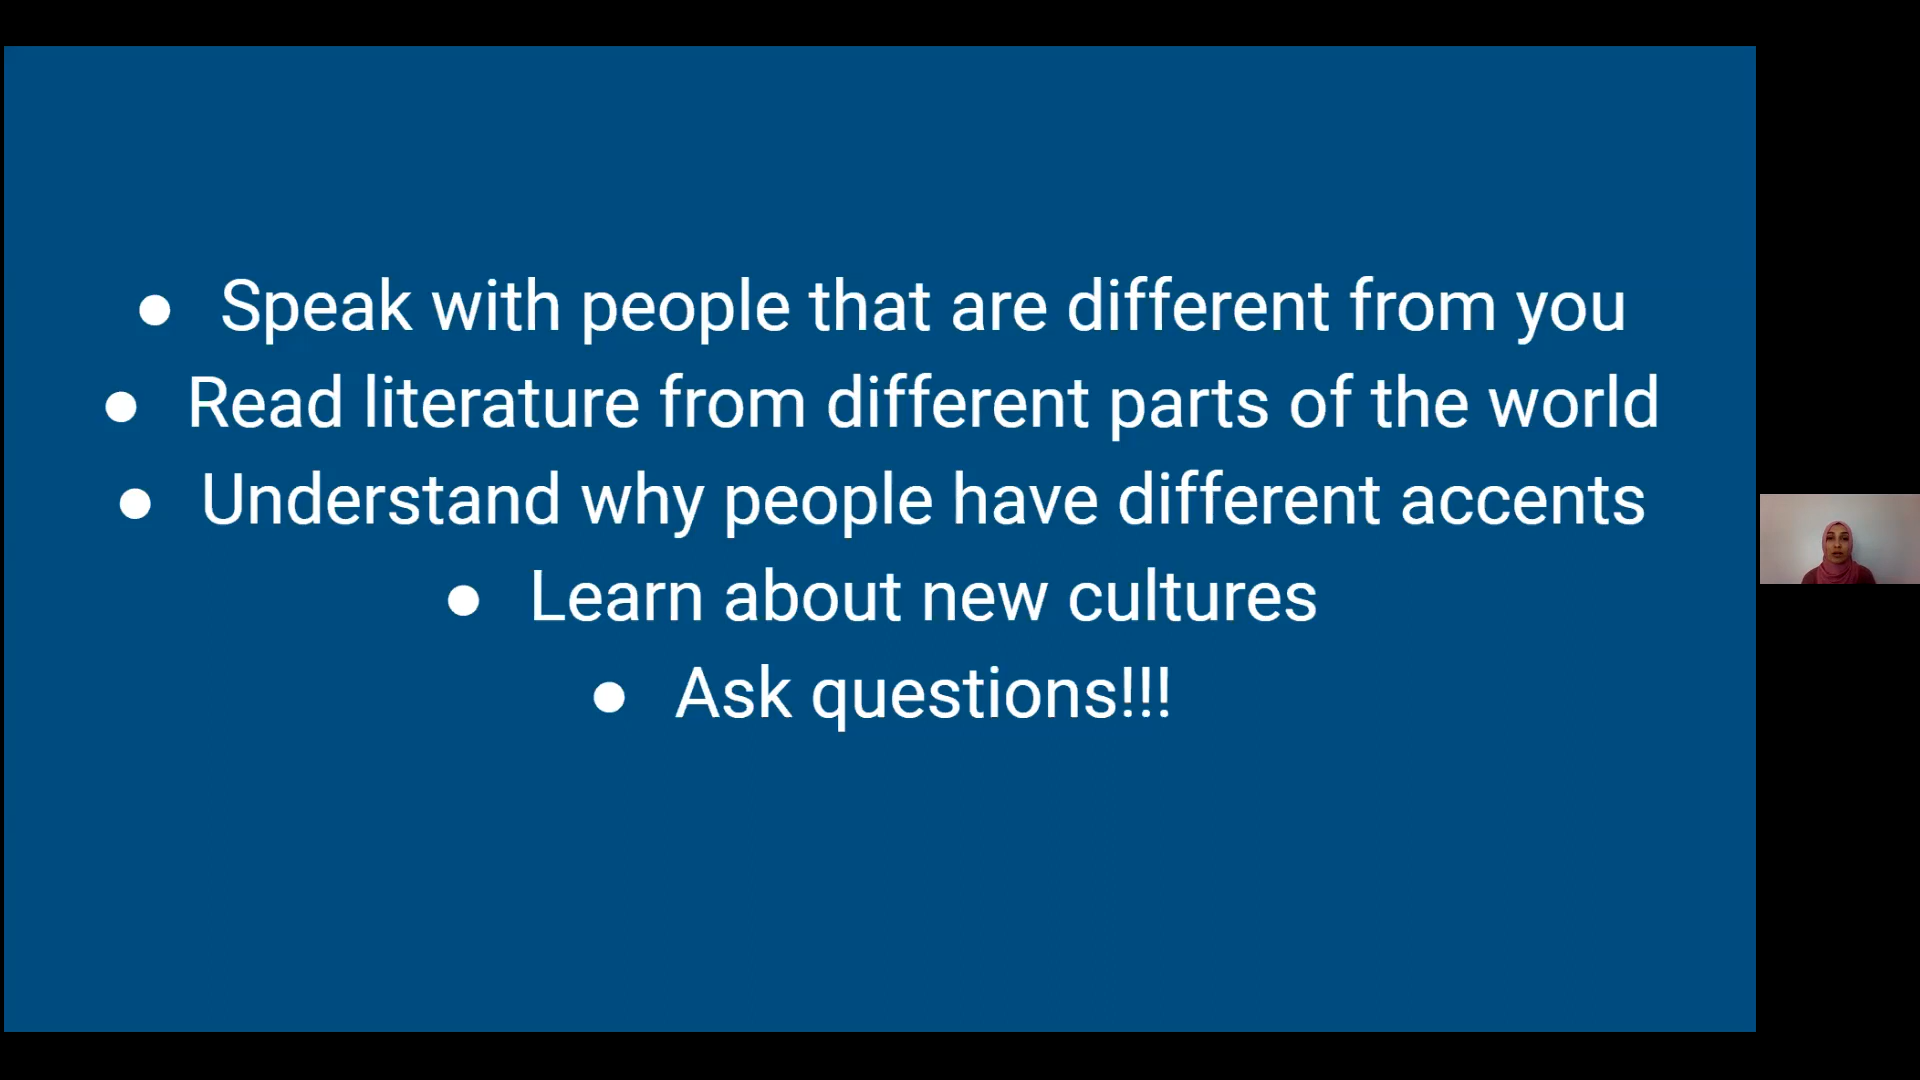 ● Speak with people that are different from you
● Read literature from different parts of the world
● Understand why people have different accents
● Learn about new cultures
● Ask questions!!!